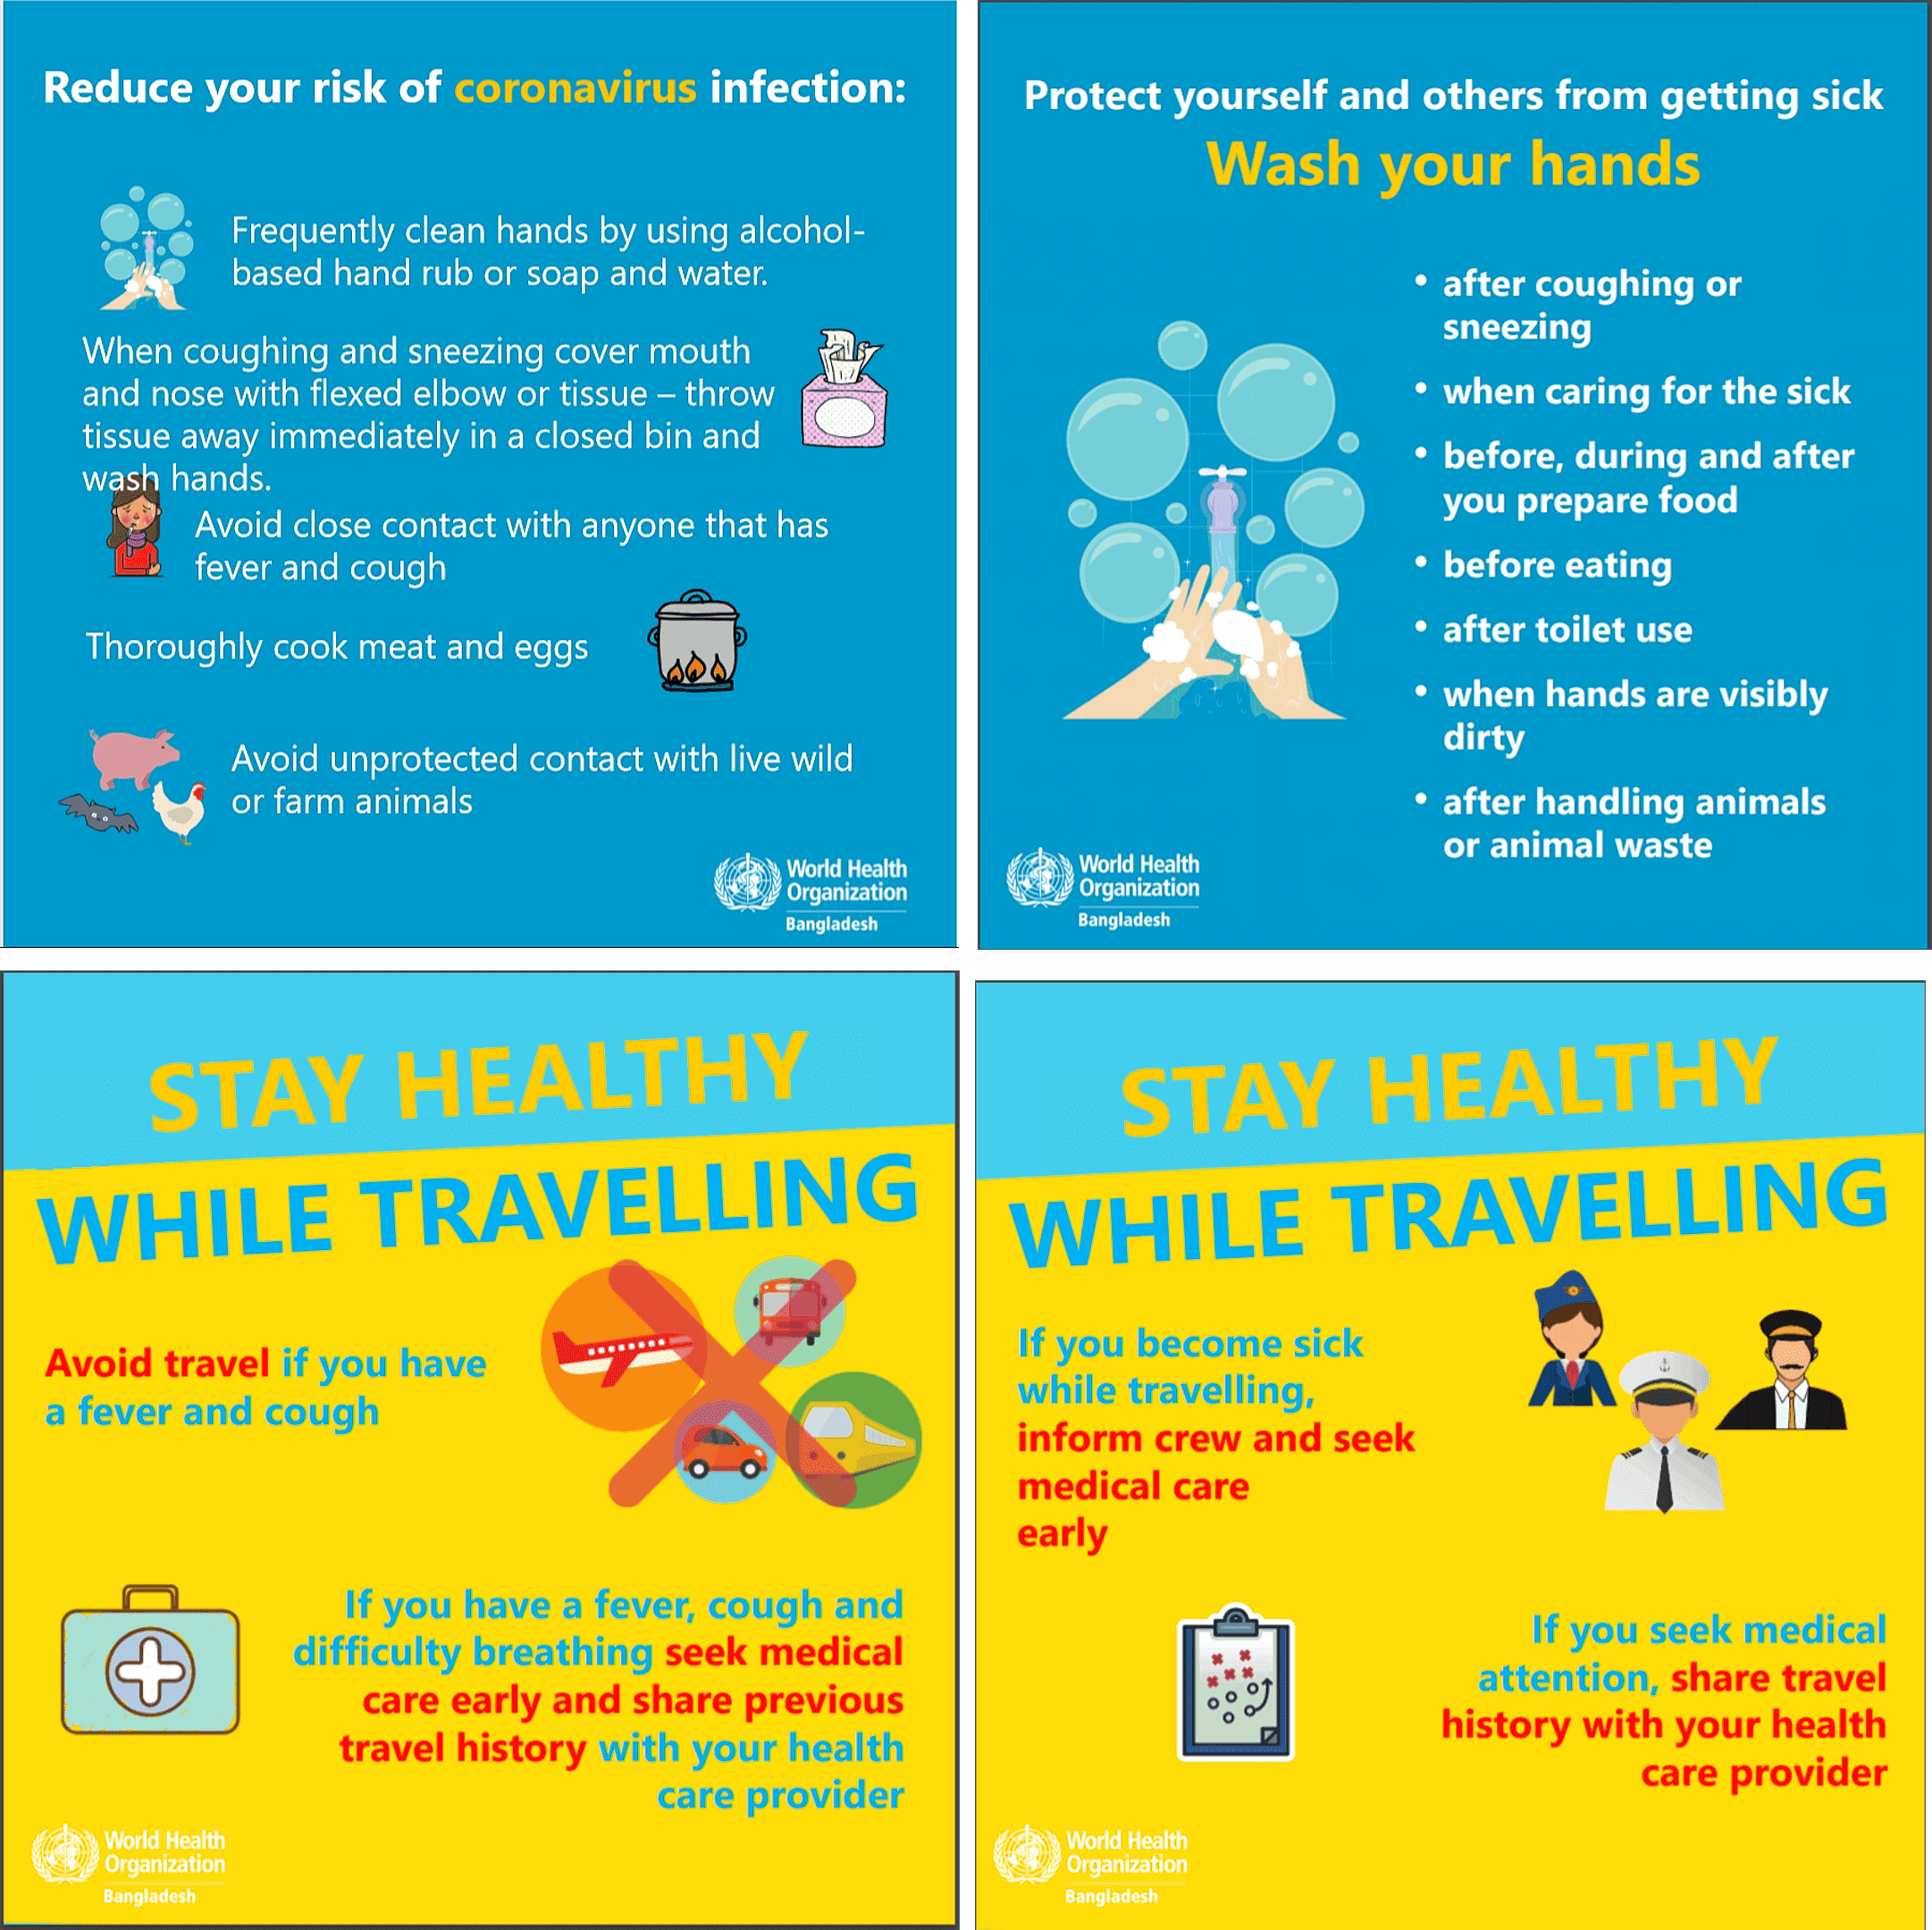 Reduce your risk of coronavirus infection:
Frequently clean hands by using alcohol-
based hand rub or soap and water.
When coughing and sneezing cover mouth
and nose with flexed elbow or tissue – throw
tissue away immediately in a closed bin and
wash hands.
Avoid close contact with anyone that has
fever and cough
Thoroughly cook meat and eggs
Avoid unprotected contact with live wild
or farm animals
World Health
Organization
Bangladesh
Protect yourself and others from getting sick
Wash your hands
• after coughing or
sneezing
• when caring for the sick
• before, during and after
you prepare food
• before eating
• after toilet use
• when hands are visibly
dirty
• after handling animals
or animal waste
World Health
Organization
Bangladesh
STAY HEALTHY
WHILE TRAVELLING
Avoid travel if you have
a fever and cough
If you have a fever, cough and
difficulty breathing seek medical
care early and share previous
travel history with your health
care provider
World Health
Organization
Bangladesh
STAY HEALTHY
WHILE TRAVELLING
If you become sick
while travelling,
inform crew and seek
medical care
early
If you seek medical
attention, share travel
history with your health
care provider
World Health
Organization
Bangladesh